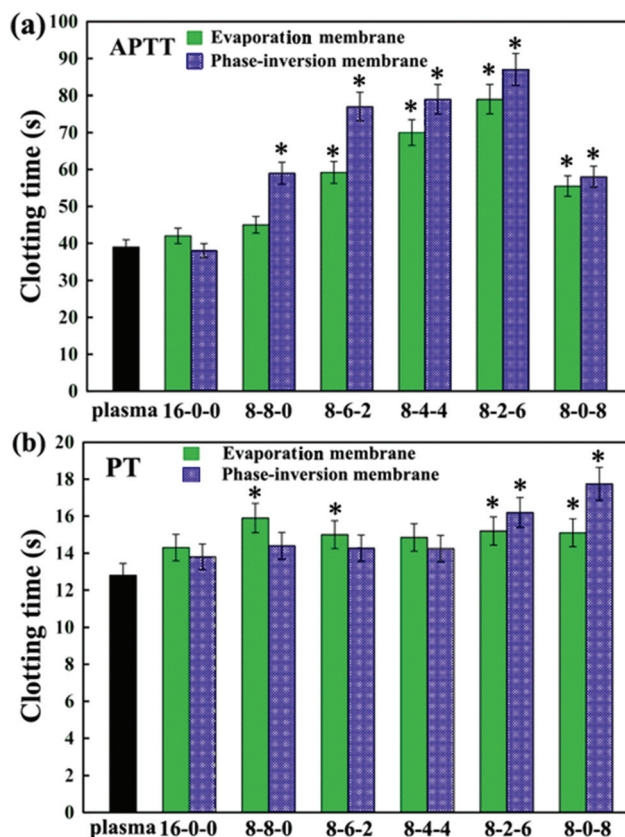 (a)
APTT
Evaporation membrane
Phase-inversion membrane
Clotting time (s)
100
90
80
70
60
50
40
30
20
10
0
* * * * * * * * *
plasma 16-0-0 8-8-0 8-6-2 8-4-4 8-2-6 8-0-8
(b)
PT
Evaporation membrane
Phase-inversion membrane
Clotting time (s)
20
18
16
14
12
10
8
6
4
2
0
* * * * * *
plasma 16-0-0 8-8-0 8-6-2 8-4-4 8-2-6 8-0-8